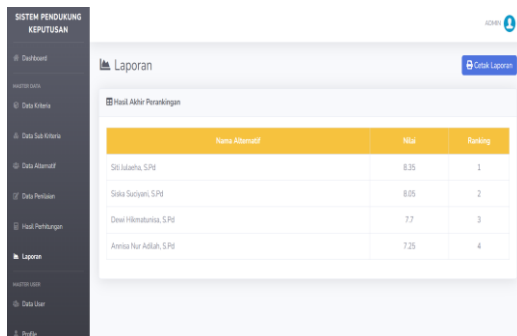 SISTEM PENDUKUNG
KEPUTUSAN
ADMIN
Dashboard
MASTER DATA
Data Kriteria
Data Sub Kriteria
Data Alternatif
Data Penilaian
Hasil Perhitungan
Laporan
MASTER USER
Data User
Profile
Laporan
Cetak Laporan
Hasil Akhir Perankingan
Nama Alternatif Nilai Ranking
Siti Julaeha, S.Pd 8.35 1
Siska Suciyani, S.Pd 8.05 2
Dewi Hikmatunisa, S.Pd 7.7 3
Annisa Nur Adilah, S.Pd 7.25 4